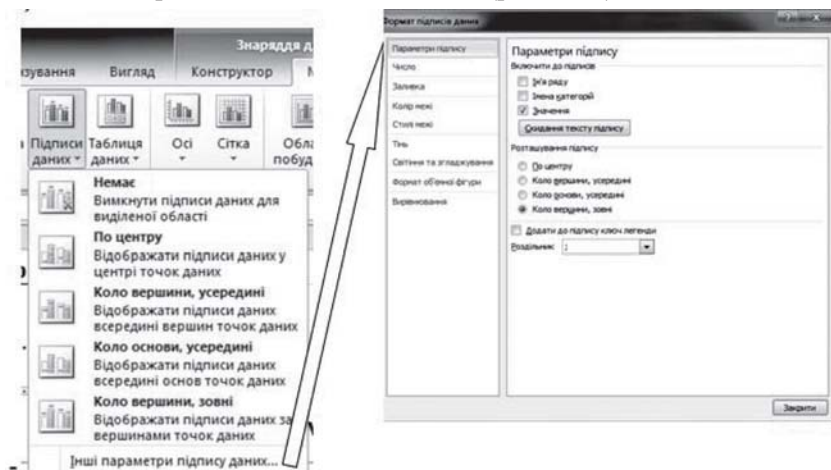 Знаряддя д
зування Вигляд Конструктор
Підписи даних Таблиця даних Осі Сітка
побуд
Немає
Вимкнути підписи даних для
виділеної області
По центру
Відображати підписи даних у
центрі точок даних
Коло вершини, усередині
Відображати підписи даних
всередині вершин точок даних
Коло основи, усередині
Відображати підписи даних
всередині основ точок даних
Коло вершини, зовні
Відображати підписи даних за
вершинами точок даних
Інші параметри підпису даних...
Формат підписів даних
Параметри підпису
Число
Заливка
Колір межі
Стилі межі
Тінь
Світіння та згладжування
Формат об'ємної фігури
Вирівнювання
Параметри підпису
Включити до підписів
Ім'я ряду
Імена категорій
Значення
Скидання тексту підпису
Розташування підпису
По центру
Коло вершини, усередині
Коло основи, усередині
Коло вершини, зовні
Додати до підпису ключ легенди
Роздільник ;
Закрити